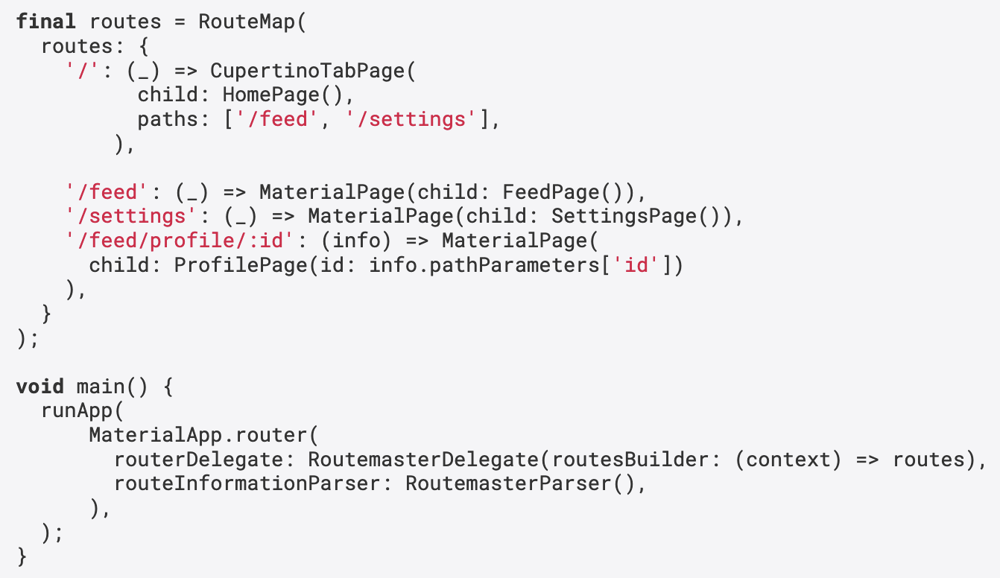 final routes = RouteMap(
  routes: {
    '/': (_) => CupertinoTabPage(
          child: HomePage(),
          paths: ['/feed', '/settings'],
        ),

    '/feed': (_) => MaterialPage(child: FeedPage()),
    '/settings': (_) => MaterialPage(child: SettingsPage()),
    '/feed/profile/:id': (info) => MaterialPage(
      child: ProfilePage(id: info.pathParameters['id'])
    ),
  }
);

void main() {
  runApp(
      MaterialApp.router(
        routerDelegate: RoutemasterDelegate(routesBuilder: (context) => routes),
        routeInformationParser: RoutemasterParser(),
      ),
  );
}